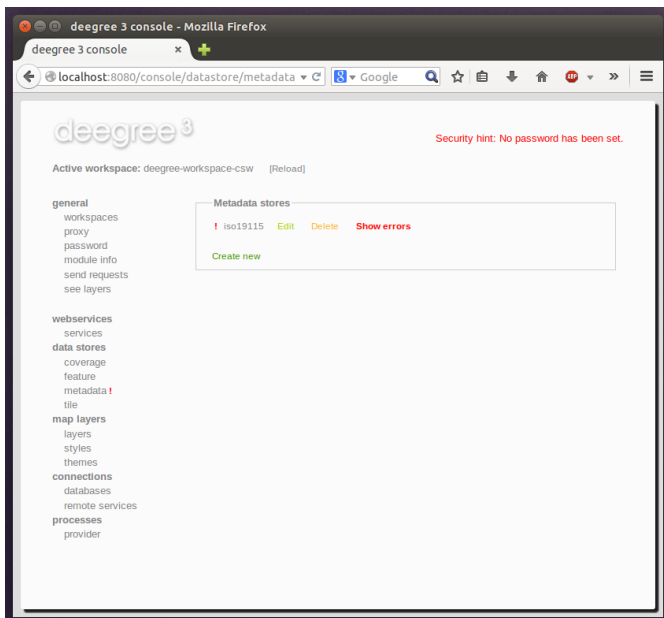 deegree 3 console - Mozilla Firefox
deegree 3 console
localhost:8080/console/datastore/metadata
Google
ABP
deegree 3
Security hint: No password has been set.
Active workspace: deegree-workspace-csw [Reload]
general
workspaces
proxy
password
module info
send requests
see layers
webservices
services
data stores
coverage
feature
metadata !
tile
map layers
layers
styles
themes
connections
databases
remote services
processes
provider
Metadata stores
! iso19115 Edit Delete Show errors
Create new